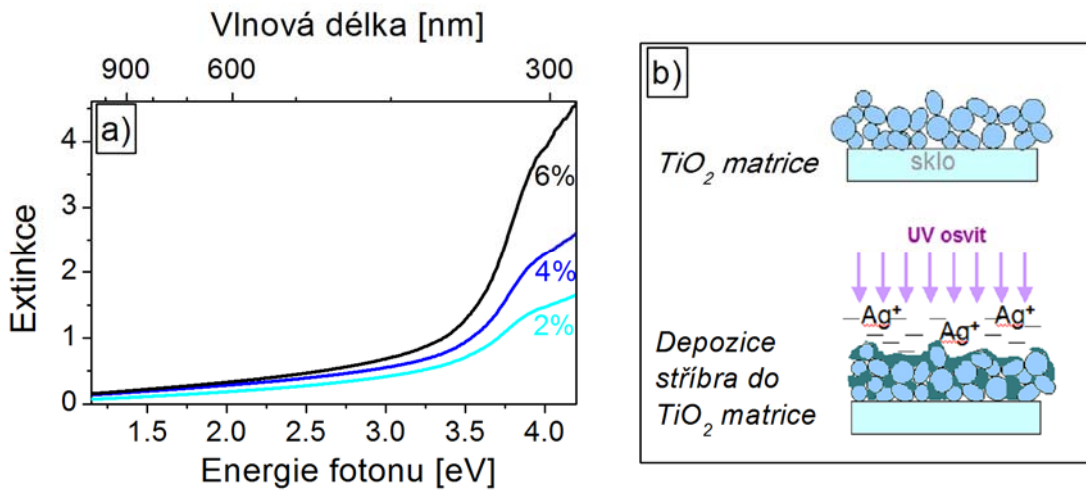 Vlnová délka [nm]
900 600 300
a)
4
3
2
1
0
Extinkce
6%
4%
2%
1.5 2.0 2.5 3.0 3.5 4.0
Energie fotonu [eV]
b)
TiO2 matrice
sklo
UV osvit
Ag+ Ag+ Ag+
Depozice
stříbra do
TiO2 matrice